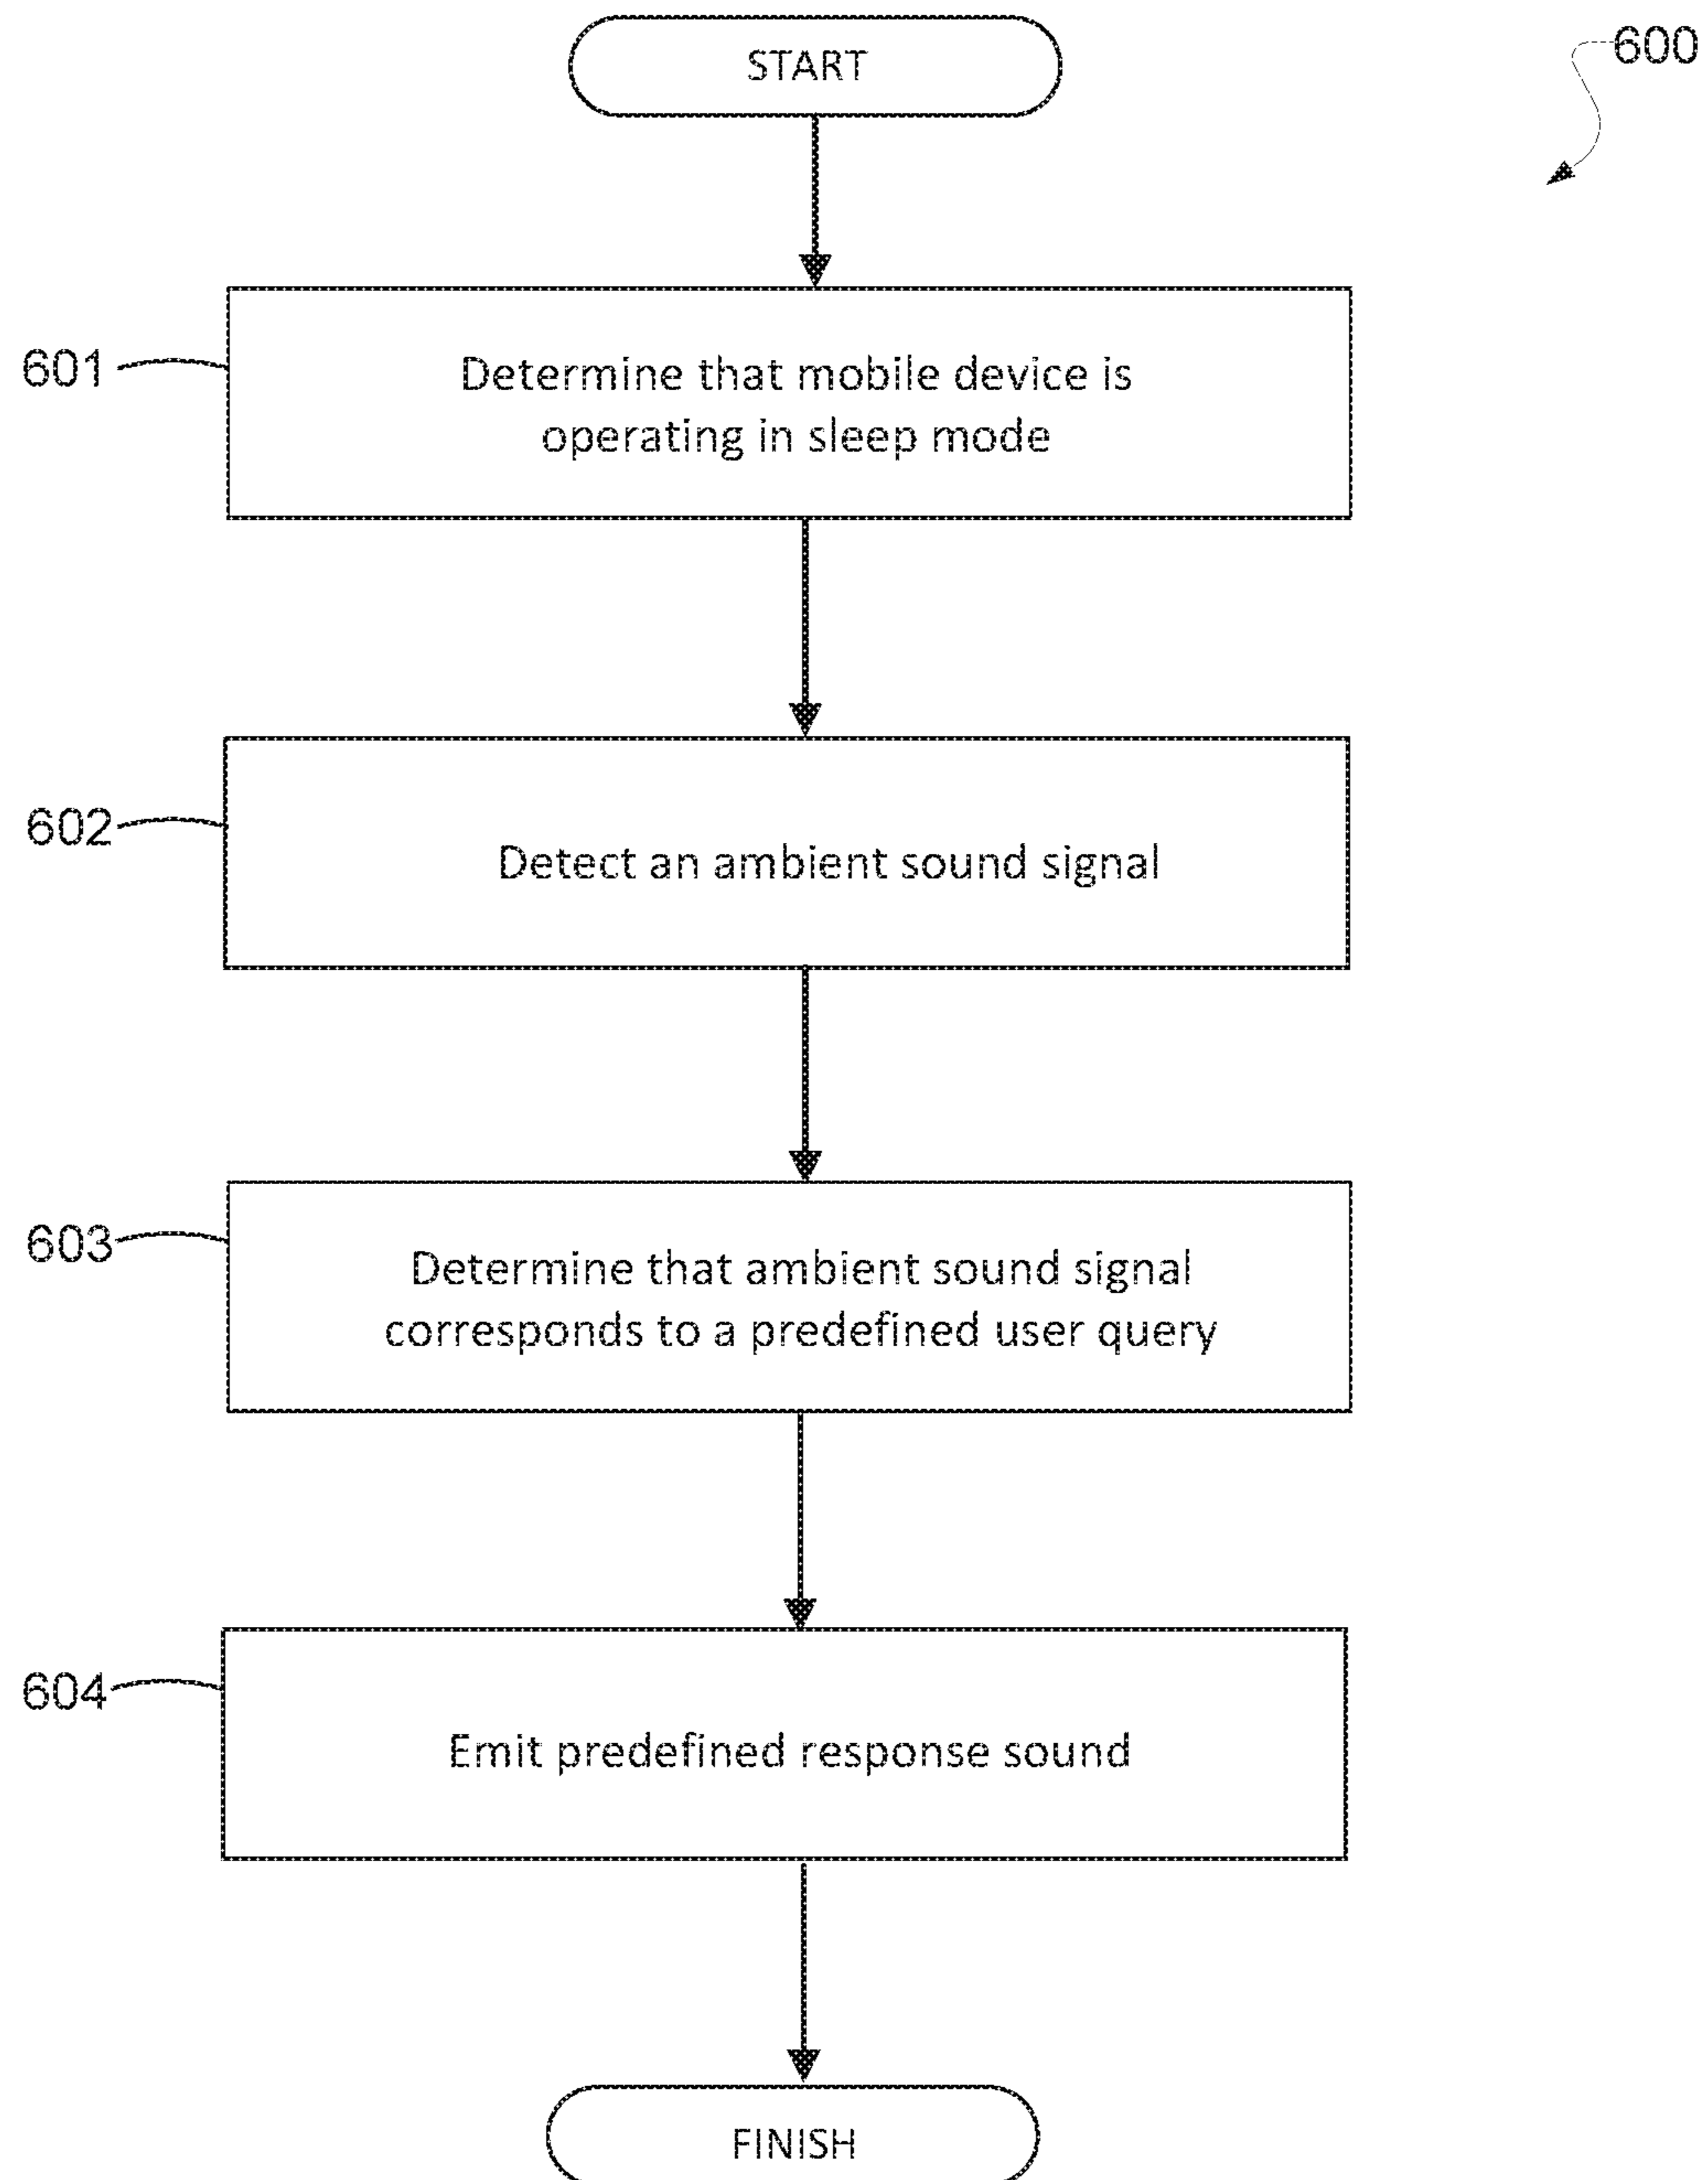 START
600
601
Determine that mobile device is
operating in sleep mode
602
Detect an ambient sound signal
603
Determine that ambient sound signal
corresponds to a predefined user query
604
Emit predefined response sound
FINISH